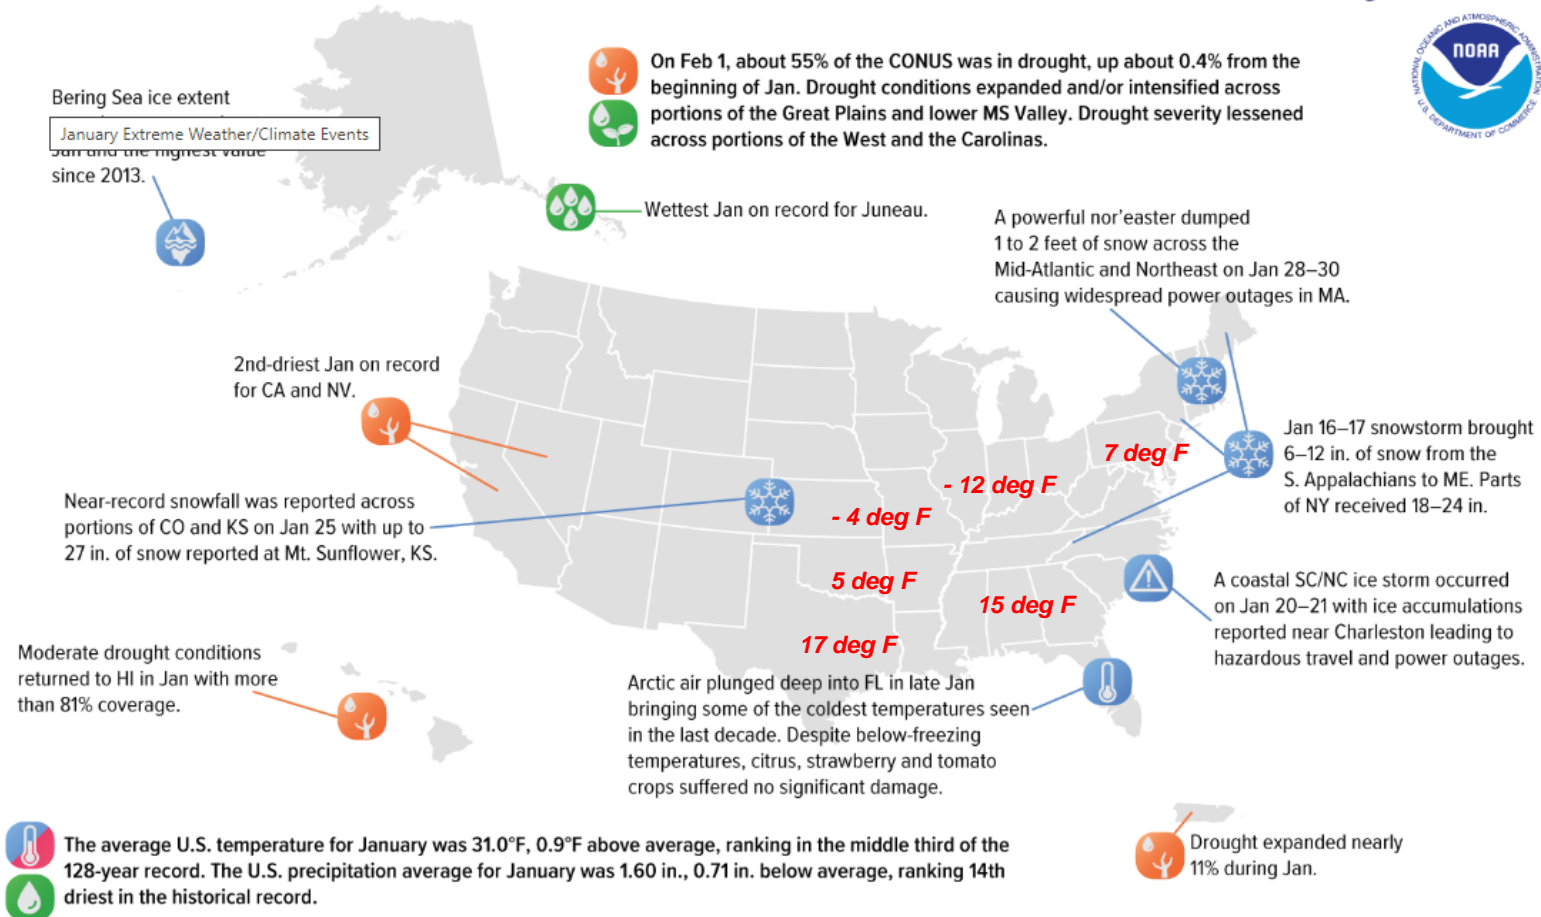 On Feb 1, about 55% of the CONUS was in drought, up about 0.4% from the
beginning of Jan. Drought conditions expanded and/or intensified across
portions of the Great Plains and lower MS Valley. Drought severity lessened
across portions of the West and the Carolinas.
NATIONAL OCEANIC AND ATMOSPHERIC ADMINISTRATION
NOAA
U.S. DEPARTMENT OF COMMERCE
Bering Sea ice extent
January Extreme Weather/Climate Events
Jan and the highest value
since 2013.
Wettest Jan on record for Juneau.
A powerful nor'easter dumped
1 to 2 feet of snow across the
Mid-Atlantic and Northeast on Jan 28–30
causing widespread power outages in MA.
2nd-driest Jan on record
for CA and NV.
Jan 16–17 snowstorm brought
6–12 in. of snow from the
S. Appalachians to ME. Parts
of NY received 18–24 in.
7 deg F
- 12 deg F
- 4 deg F
5 deg F
15 deg F
17 deg F
Near-record snowfall was reported across
portions of CO and KS on Jan 25 with up to
27 in. of snow reported at Mt. Sunflower, KS.
A coastal SC/NC ice storm occurred
on Jan 20–21 with ice accumulations
reported near Charleston leading to
hazardous travel and power outages.
Moderate drought conditions
returned to HI in Jan with more
than 81% coverage.
Arctic air plunged deep into FL in late Jan
bringing some of the coldest temperatures seen
in the last decade. Despite below-freezing
temperatures, citrus, strawberry and tomato
crops suffered no significant damage.
Drought expanded nearly
11% during Jan.
The average U.S. temperature for January was 31.0°F, 0.9°F above average, ranking in the middle third of the
128-year record. The U.S. precipitation average for January was 1.60 in., 0.71 in. below average, ranking 14th
driest in the historical record.